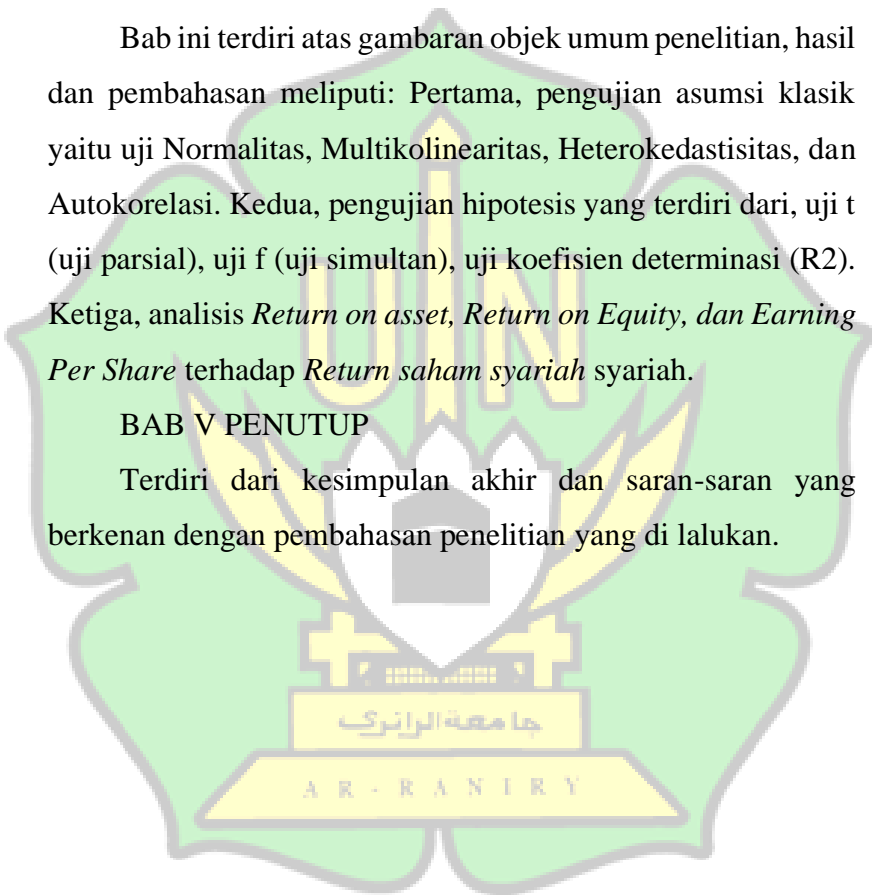 Bab ini terdiri atas gambaran objek umum penelitian, hasil
dan pembahasan meliputi: Pertama, pengujian asumsi klasik
yaitu uji Normalitas, Multikolinearitas, Heterokedastisitas, dan
Autokorelasi. Kedua, pengujian hipotesis yang terdiri dari, uji t
(uji parsial), uji f (uji simultan), uji koefisien determinasi (R2).
Ketiga, analisis Return on asset, Return on Equity, dan Earning
Per Share terhadap Return saham syariah syariah.
BAB V PENUTUP
Terdiri dari kesimpulan akhir dan saran-saran yang
berkenan dengan pembahasan penelitian yang di lalukan.
UIN
جامعة الرانري
AR-RANIRY